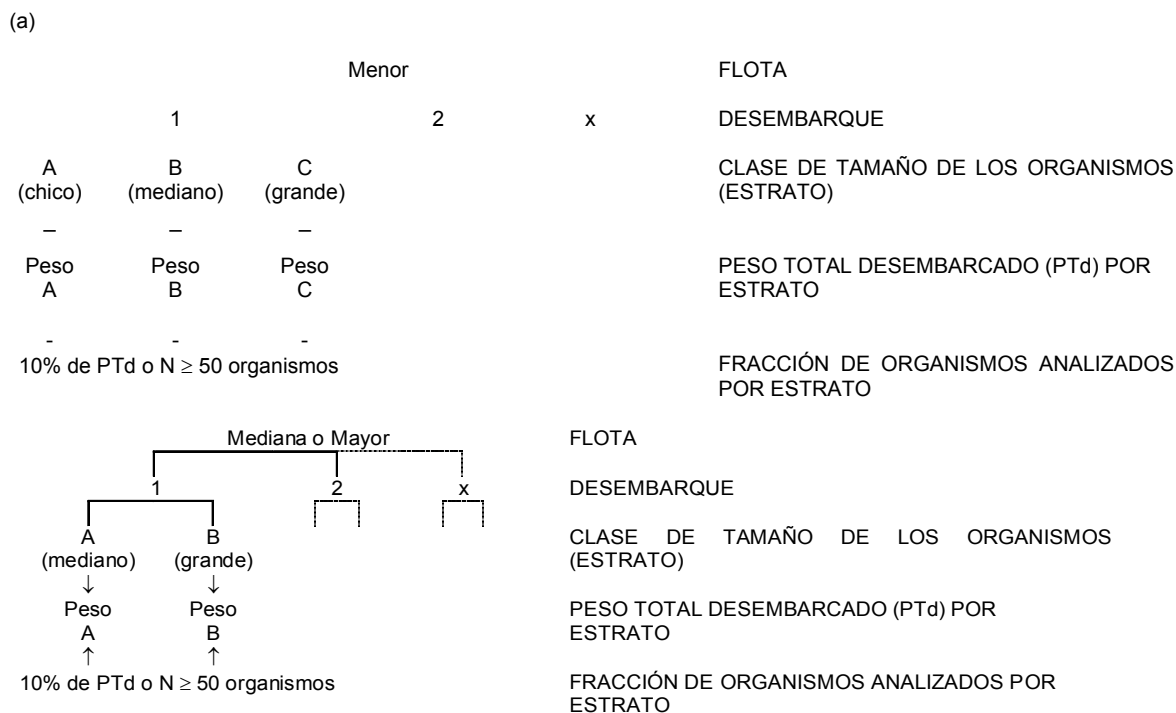 (a)
Menor FLOTA
1 2 x DESEMBARQUE
A B C CLASE DE TAMAÑO DE LOS ORGANISMOS
(chico) (mediano) (grande) (ESTRATO)
– – –
Peso Peso Peso PESO TOTAL DESEMBARCADO (PTd) POR
A B C ESTRATO
- - -
10% de PTd o N ≥ 50 organismos FRACCIÓN DE ORGANISMOS ANALIZADOS
POR ESTRATO
Mediana o Mayor FLOTA
1 2 x DESEMBARQUE
A B CLASE DE TAMAÑO DE LOS ORGANISMOS
(mediano) (grande) (ESTRATO)
↓ ↓
Peso Peso PESO TOTAL DESEMBARCADO (PTd) POR
A B ESTRATO
↑ ↑
10% de PTd o N ≥ 50 organismos FRACCIÓN DE ORGANISMOS ANALIZADOS POR
ESTRATO